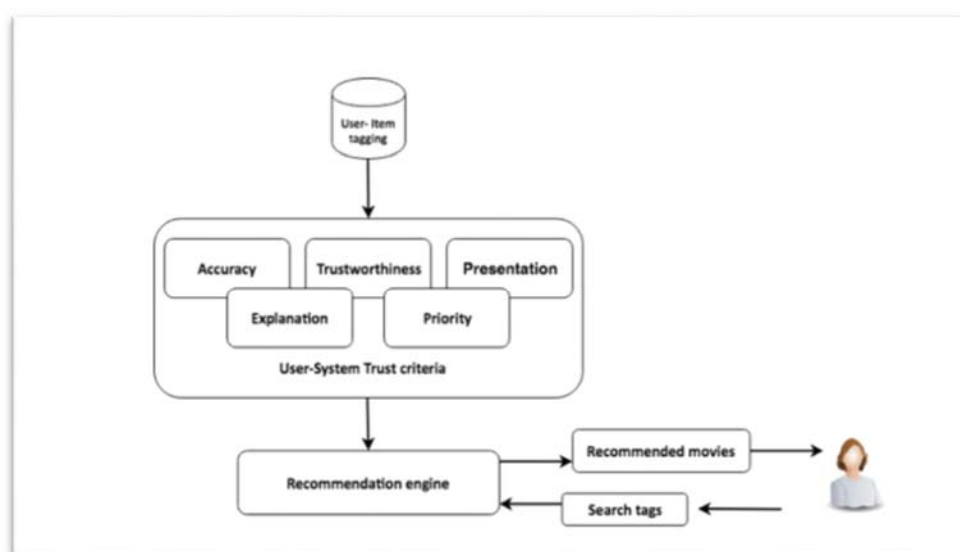 User- Item
tagging
Accuracy
Trustworthiness
Presentation
Explanation
Priority
User-System Trust criteria
Recommended movies
Recommendation engine
Search tags